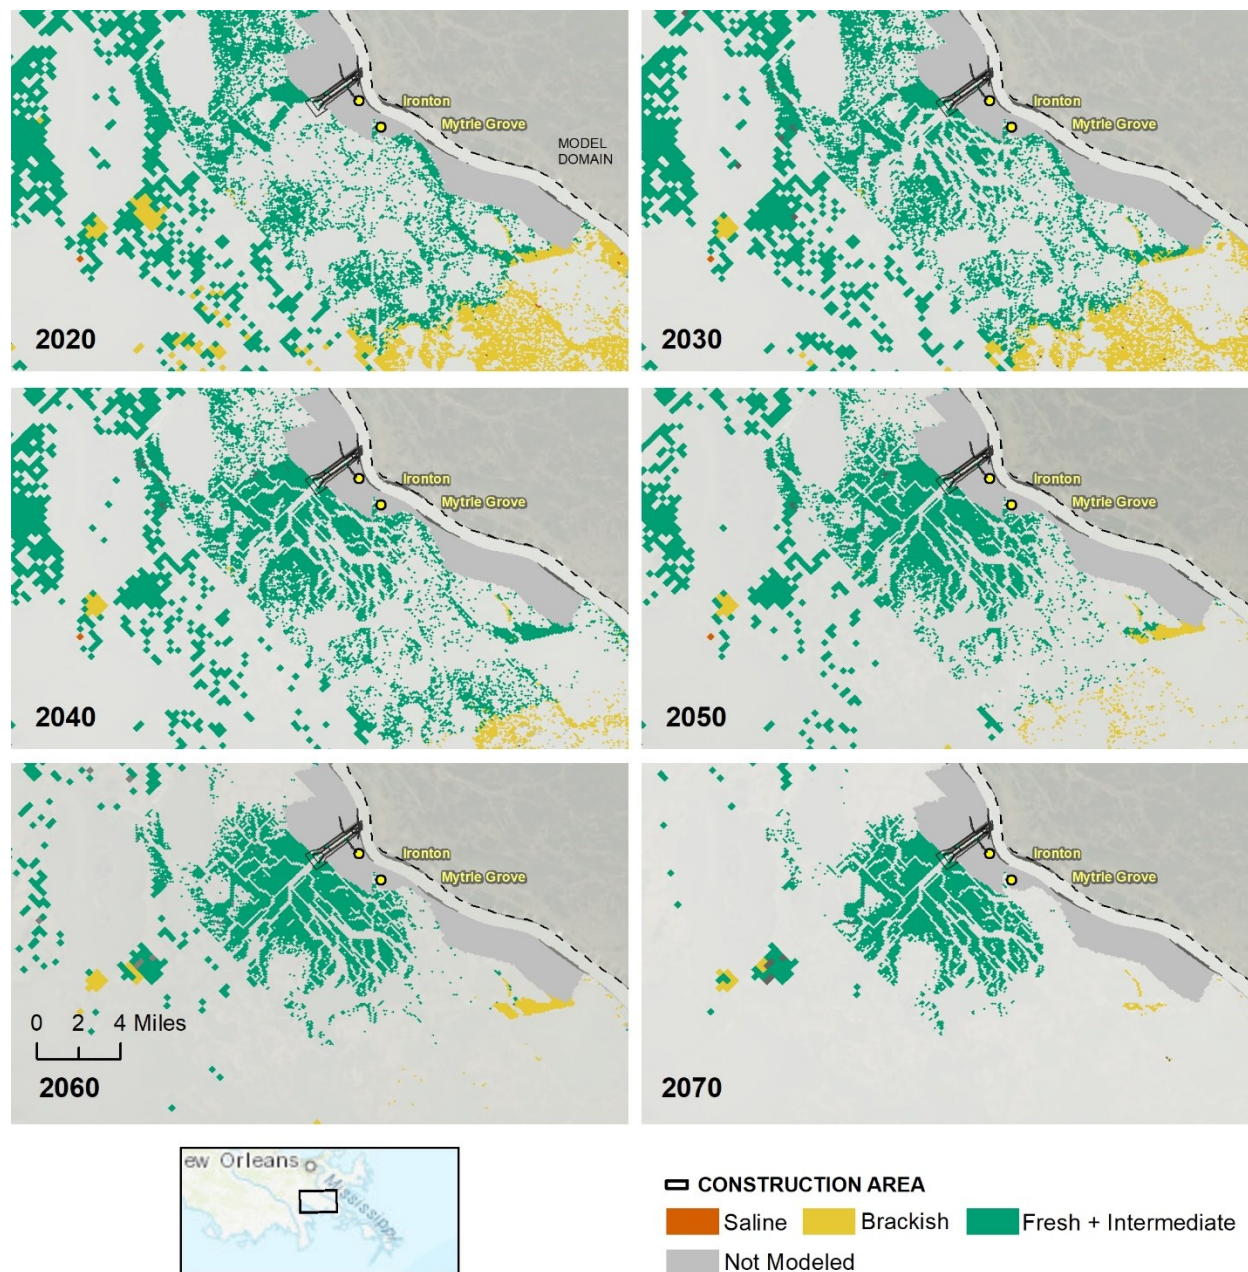 Ironton
Mytrle Grove
MODEL
DOMAIN
2020
Ironton
Mytrle Grove
2030
Ironton
Mytrle Grove
2040
Ironton
Mytrle Grove
2050
Ironton
Mytrle Grove
0 2 4 Miles
2060
Ironton
Mytrle Grove
2070
ew Orleans
Mississippi
CONSTRUCTION AREA
Saline
Brackish
Fresh + Intermediate
Not Modeled